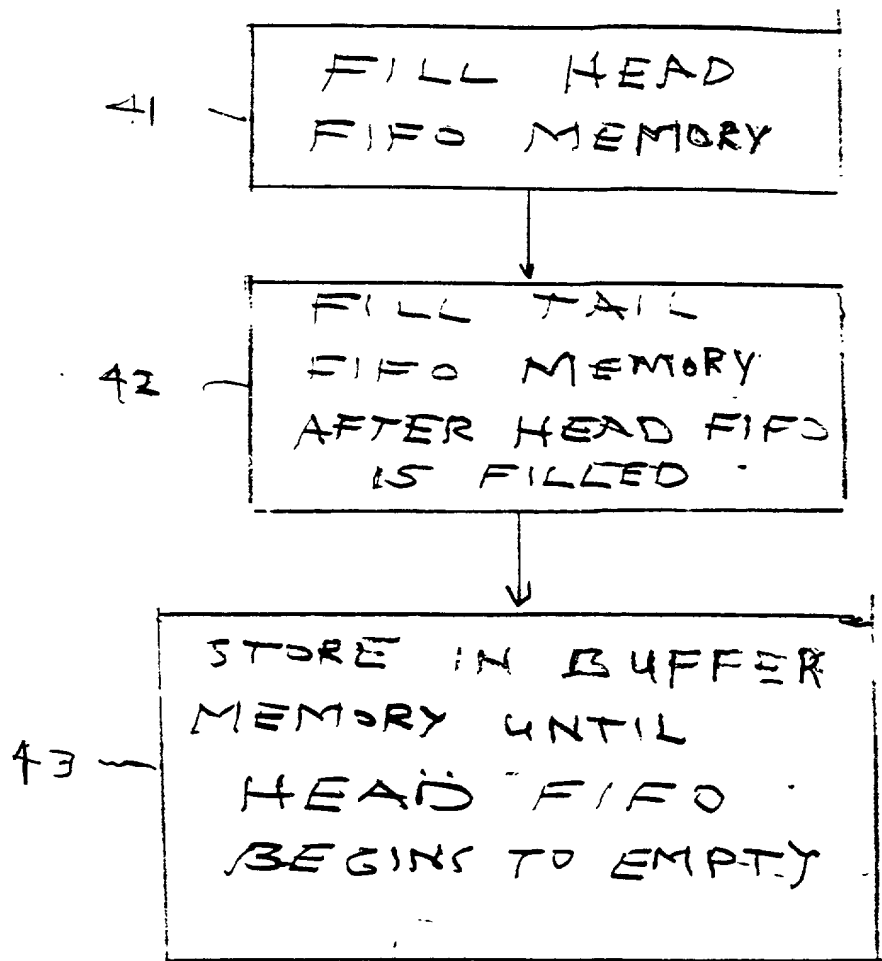 FILL HEAD
41
FIFO MEMORY
FILL TAIL
42
FIFO MEMORY
AFTER HEAD FIFO
IS FILLED
STORE IN BUFFER
MEMORY UNTIL
43
HEAD FIFO
BEGINS TO EMPTY